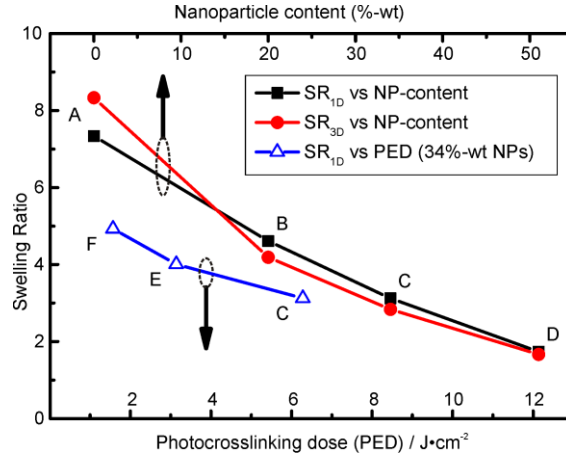 Nanoparticle content (%-wt)
0 10 20 30 40 50
10
8
6
4
2
0
Swelling Ratio
SR1D vs NP-content
SR3D vs NP-content
SR1D vs PED (34%-wt NPs)
A
B
C
D
F
E
C
2 4 6 8 10 12
Photocrosslinking dose (PED) / J•cm-2